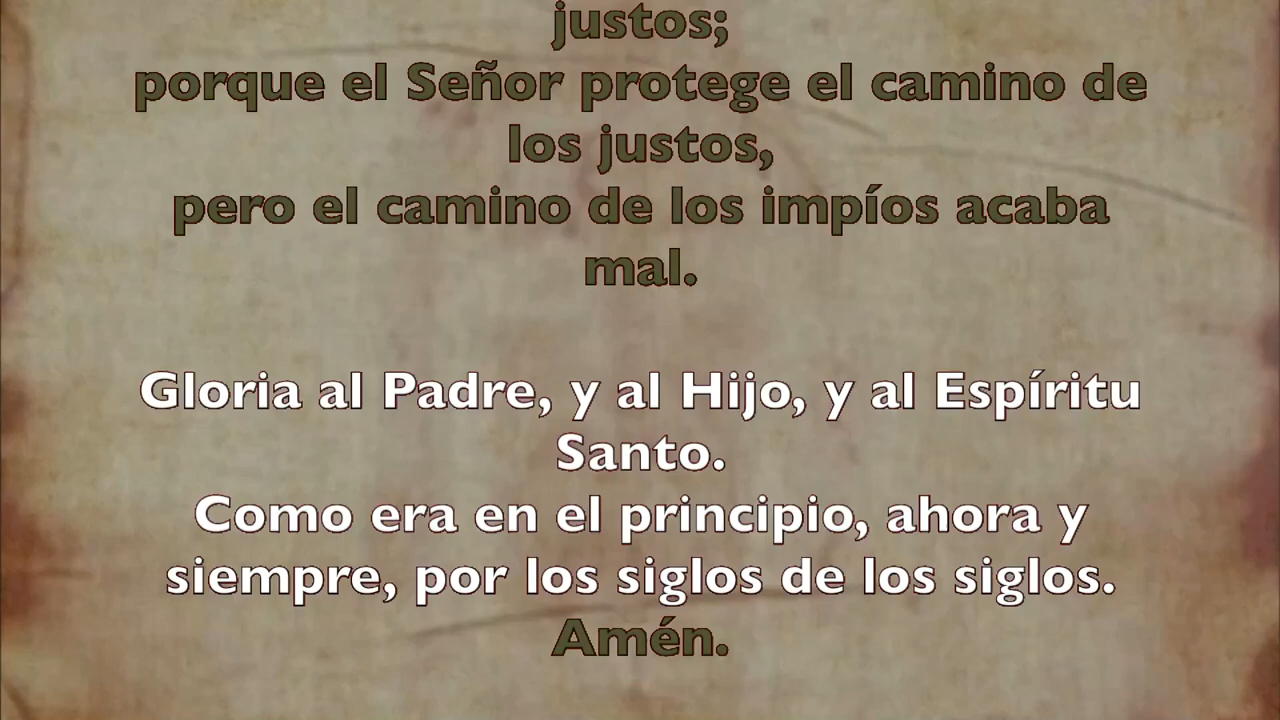 justos;
porque el Señor protege el camino de
los justos,
pero el camino de los impíos acaba
mal.
Gloria al Padre, y al Hijo, y al Espíritu
Santo.
Como era en el principio, ahora y
siempre, por los siglos de los siglos.
Amén.